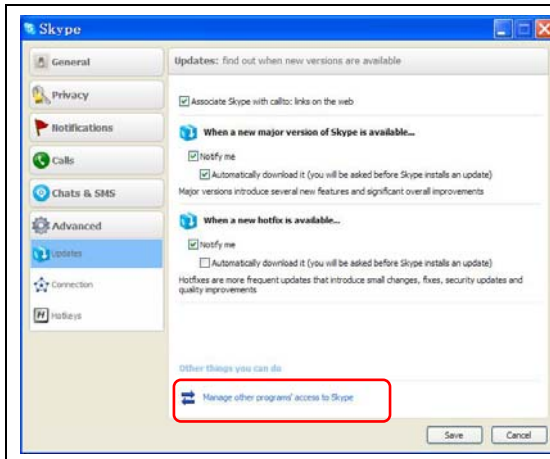 Skype
General
Privacy
Notifications
Calls
Chats & SMS
Advanced
Updates
Connection
Hotkeys
Updates: find out when new versions are available
Associate Skype with callto: links on the web
When a new major version of Skype is available...
Notify me
Automatically download it (you will be asked before Skype installs an update)
Major versions introduce several new features and significant overall improvements
When a new hotfix is available...
Notify me
Automatically download it (you will be asked before Skype installs an update)
Hotfixes are more frequent updates that introduce small changes, fixes, security updates and
quality improvements
Other things you can do
Manage other programs' access to Skype
Save
Cancel